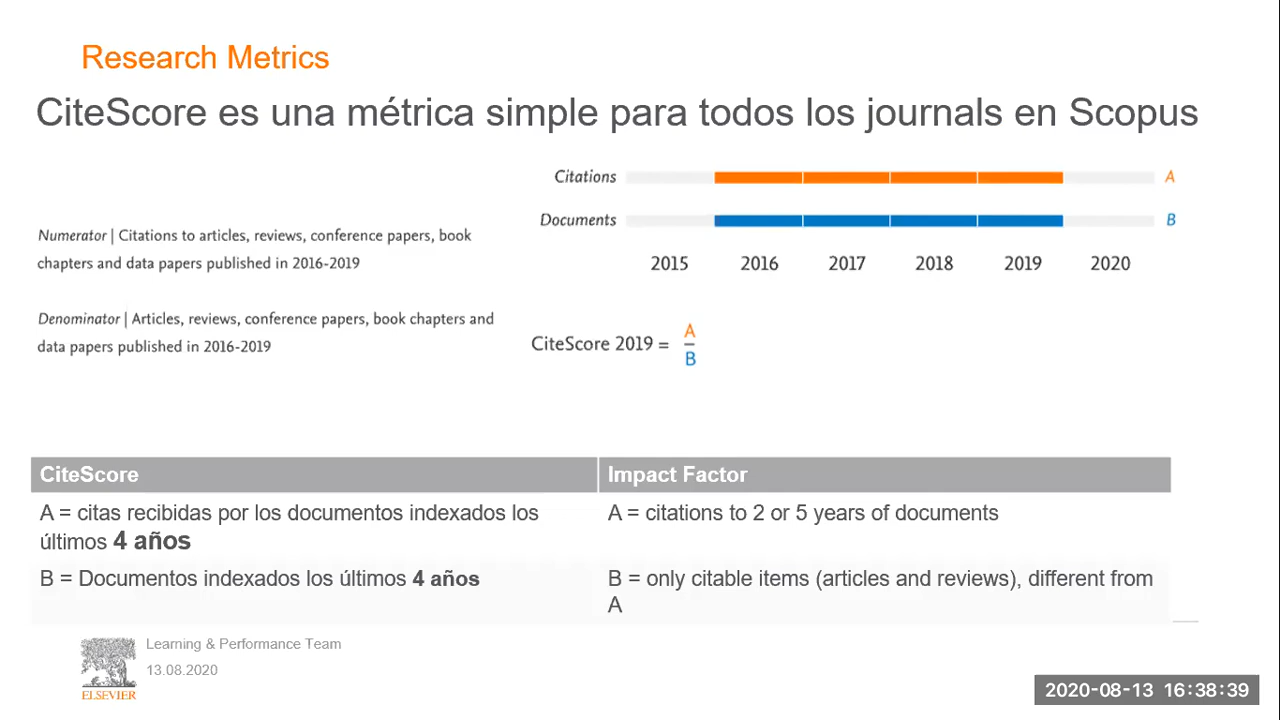 Research Metrics
CiteScore es una métrica simple para todos los journals en Scopus
Citations A
Documents B
2015 2016 2017 2018 2019 2020
Numerator | Citations to articles, reviews, conference papers, book
chapters and data papers published in 2016-2019
Denominator | Articles, reviews, conference papers, book chapters and
data papers published in 2016-2019
CiteScore 2019 = A
B
CiteScore
Impact Factor
A = citas recibidas por los documentos indexados los
últimos 4 años
A = citations to 2 or 5 years of documents
B = Documentos indexados los últimos 4 años
B = only citable items (articles and reviews), different from
A
Learning & Performance Team
13.08.2020
ELSEVIER
2020-08-13 16:38:39